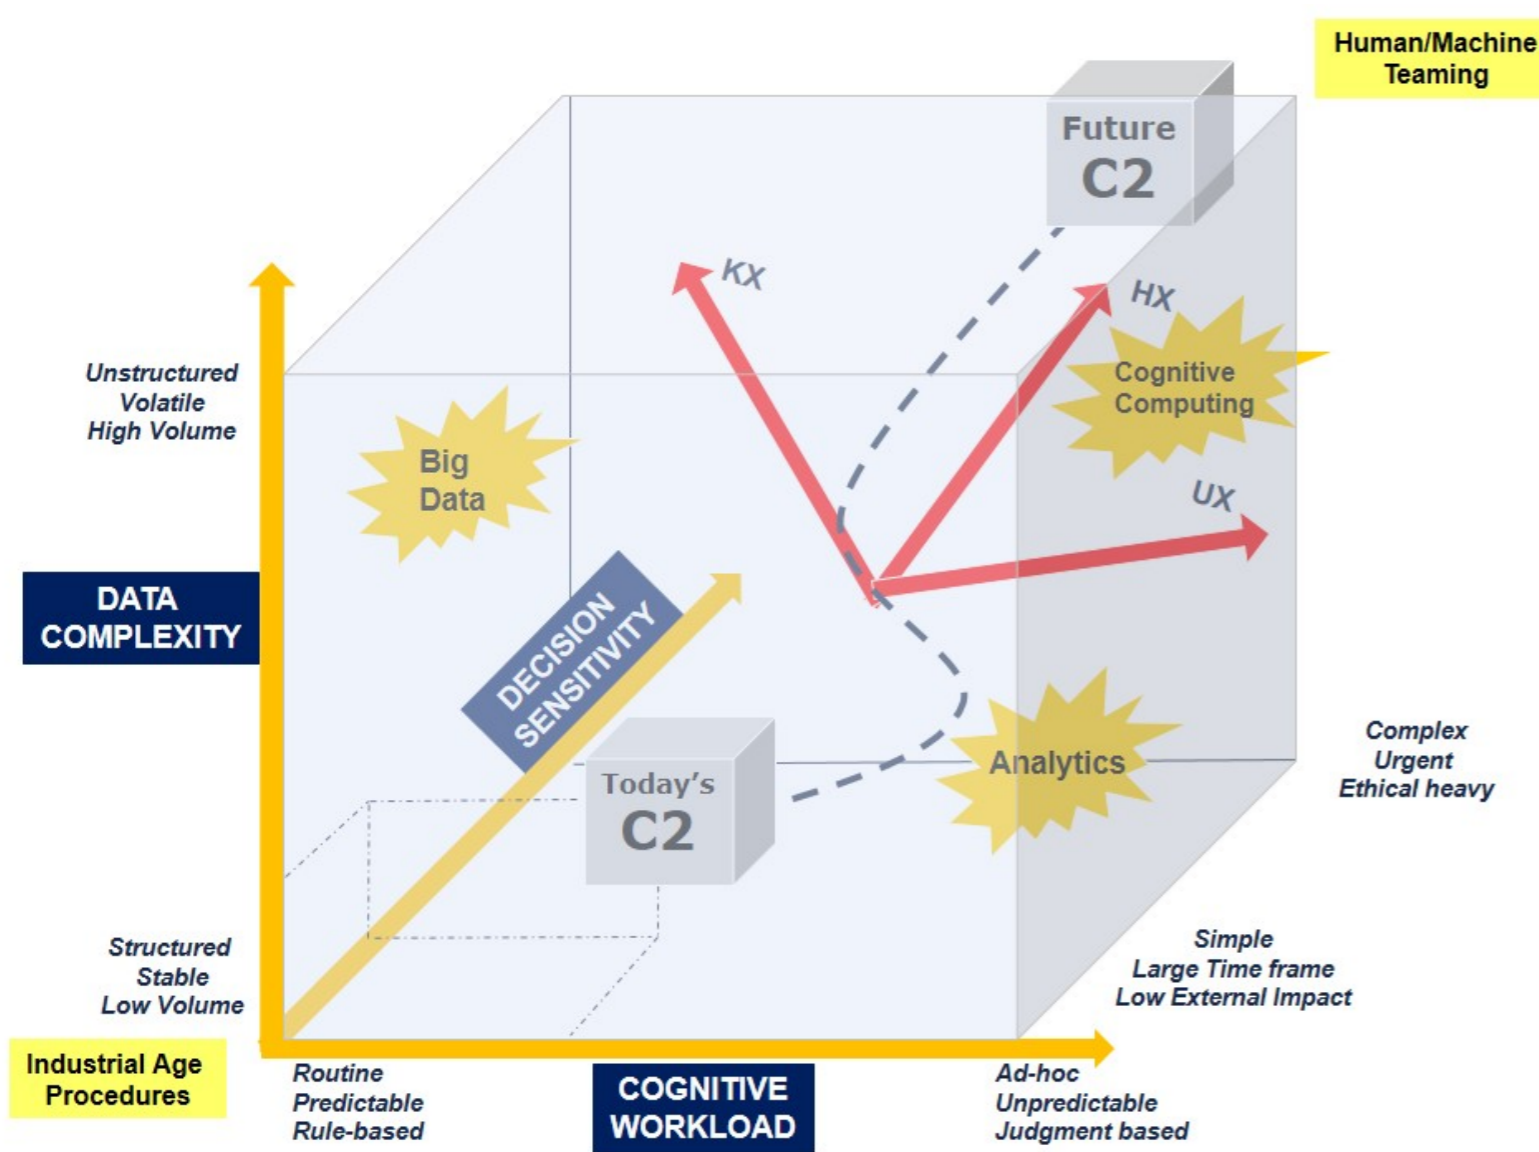 Human/Machine
Teaming
Future
C2
KX
HX
Cognitive
Computing
Unstructured
Volatile
High Volume
Big
Data
UX
DATA
COMPLEXITY
DECISION
SENSITIVITY
Today's
C2
Analytics
Complex
Urgent
Ethical heavy
Structured
Stable
Low Volume
Simple
Large Time frame
Low External Impact
Industrial Age
Procedures
Routine
Predictable
Rule-based
COGNITIVE
WORKLOAD
Ad-hoc
Unpredictable
Judgment based